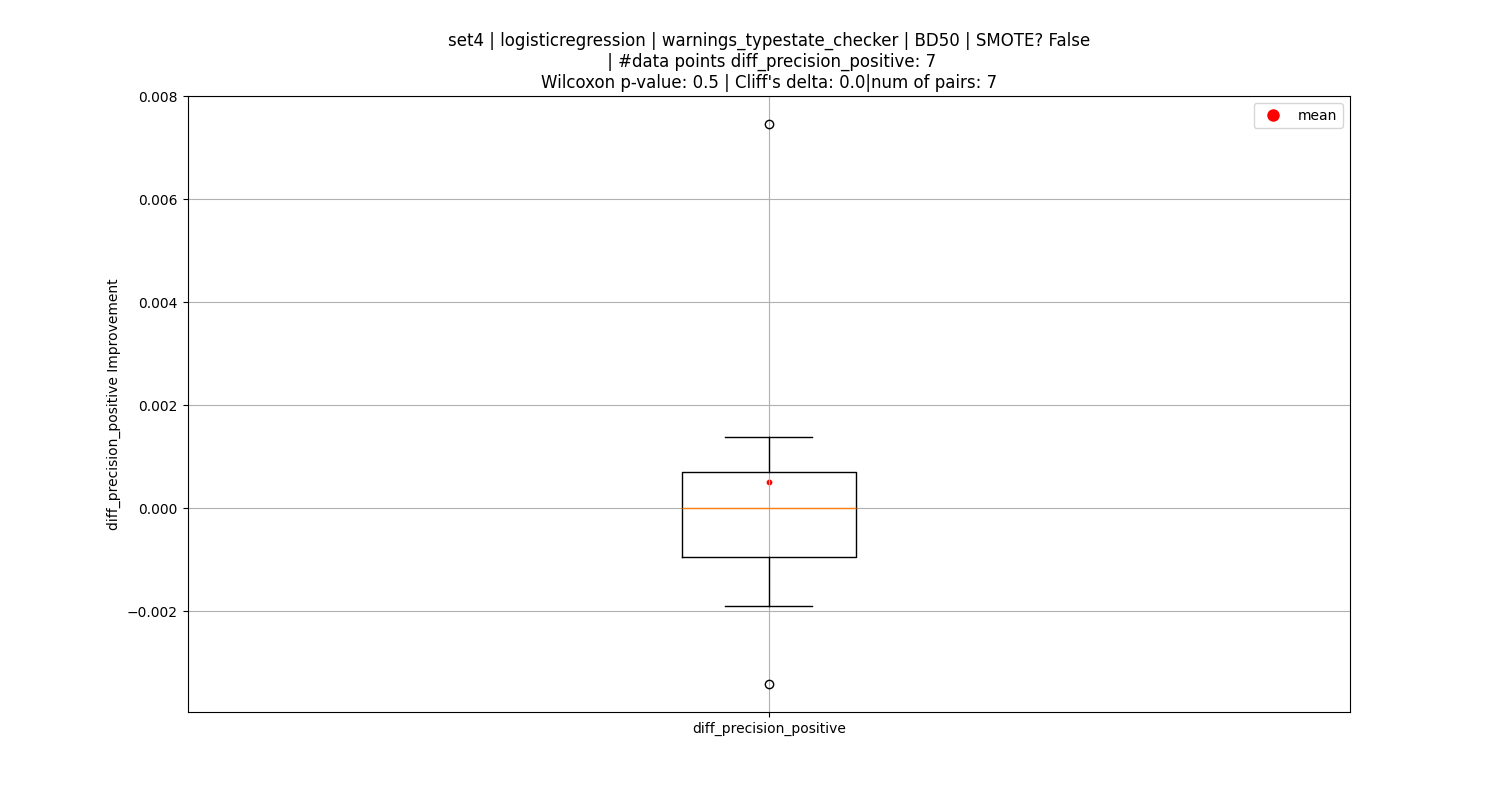 set4 | logisticregression | warnings_typestate_checker | BD50 | SMOTE? False
| #data points diff_precision_positive: 7
Wilcoxon p-value: 0.5 | Cliff's delta: 0.0|num of pairs: 7
0.008
mean
0.006
0.004
diff_precision_positive Improvement
0.002
0.000
−0.002
diff_precision_positive